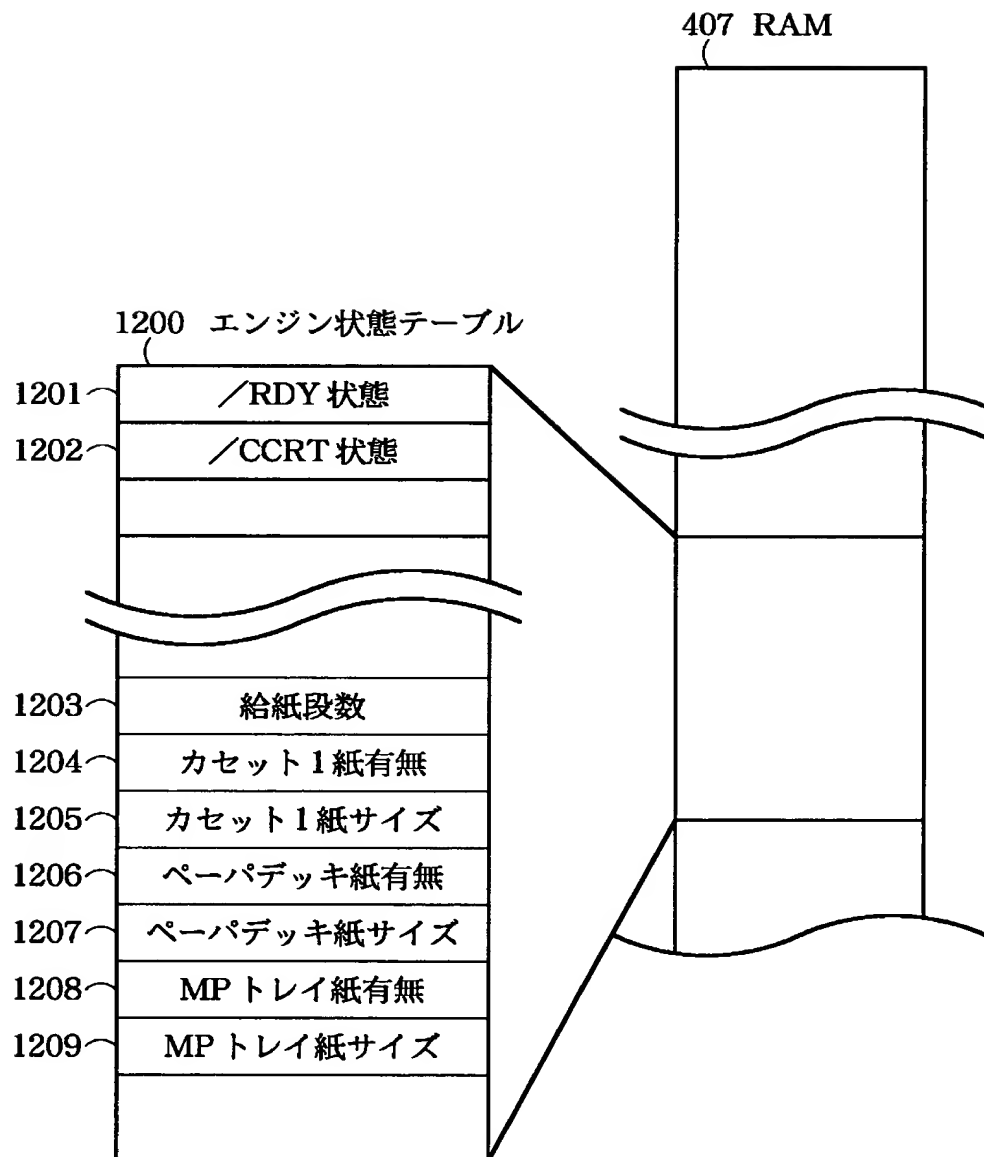 407 RAM
1200 エンジン状態テーブル
1201 /RDY 状態
1202 /CCRT 状態
1203 給紙段数
1204 カセット1紙有無
1205 カセット1紙サイズ
1206 ペーパデッキ紙有無
1207 ペーパデッキ紙サイズ
1208 MPトレイ紙有無
1209 MPトレイ紙サイズ